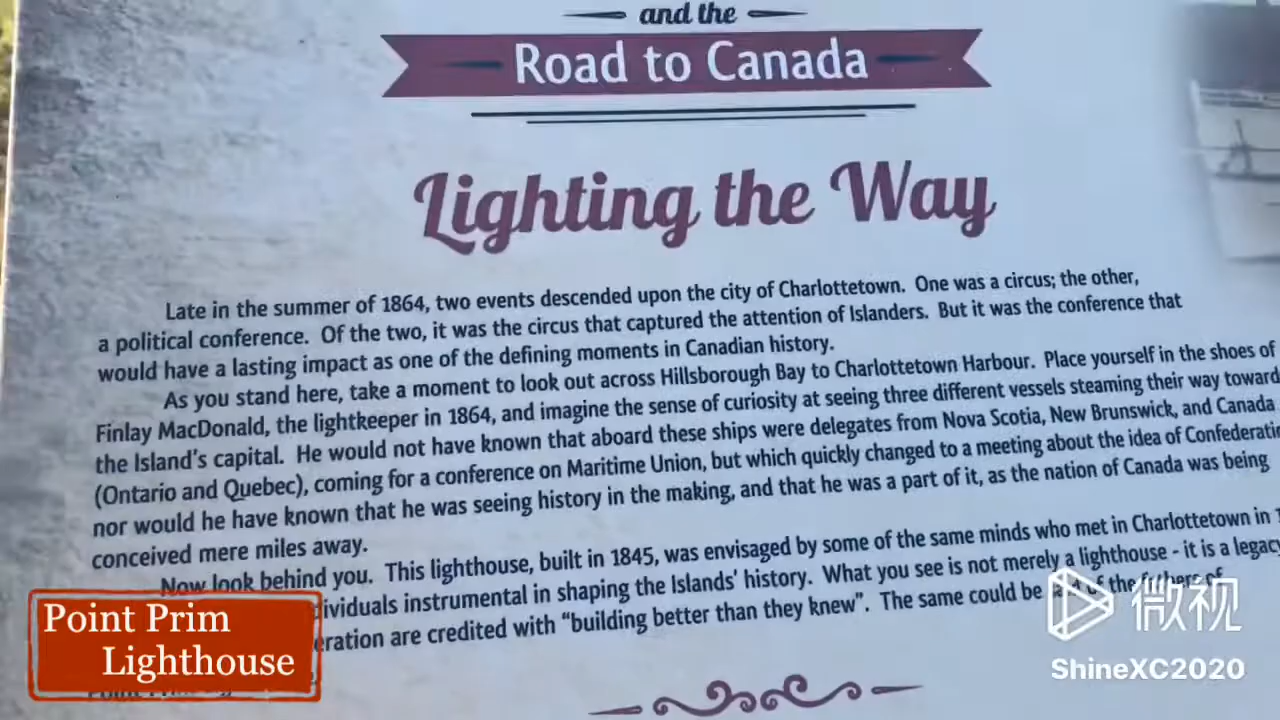 and the
Road to Canada
Lighting the Way
Late in the summer of 1864, two events descended upon the city of Charlottetown. One was a circus; the other,
a political conference. Of the two, it was the circus that captured the attention of Islanders. But it was the conference that
would have a lasting impact as one of the defining moments in Canadian history.
As you stand here, take a moment to look out across Hillsborough Bay to Charlottetown Harbour. Place yourself in the shoes of
Finlay MacDonald, the lightkeeper in 1864, and imagine the sense of curiosity at seeing three different vessels steaming their way toward
the Island's capital. He would not have known that aboard these ships were delegates from Nova Scotia, New Brunswick, and Canada
(Ontario and Quebec), coming for a conference on Maritime Union, but which quickly changed to a meeting about the idea of Confederati
nor would he have known that he was seeing history in the making, and that he was a part of it, as the nation of Canada was being
conceived mere miles away.
Now look behind you. This lighthouse, built in 1845, was envisaged by some of the same minds who met in Charlottetown in
dividuals instrumental in shaping the Islands' history. What you see is not merely a lighthouse - it is a legacy
eration are credited with "building better than they knew". The same could be of the fathers of
Point Prim
Lighthouse
微视
ShineXC2020